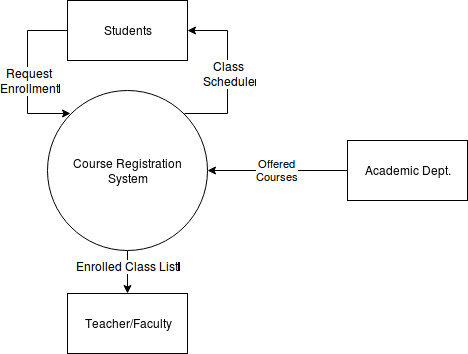 Students
Request
Enrollment
Class
Scheduler
Course Registration
System
Offered
Courses
Academic Dept.
Enrolled Class List
Teacher/Faculty